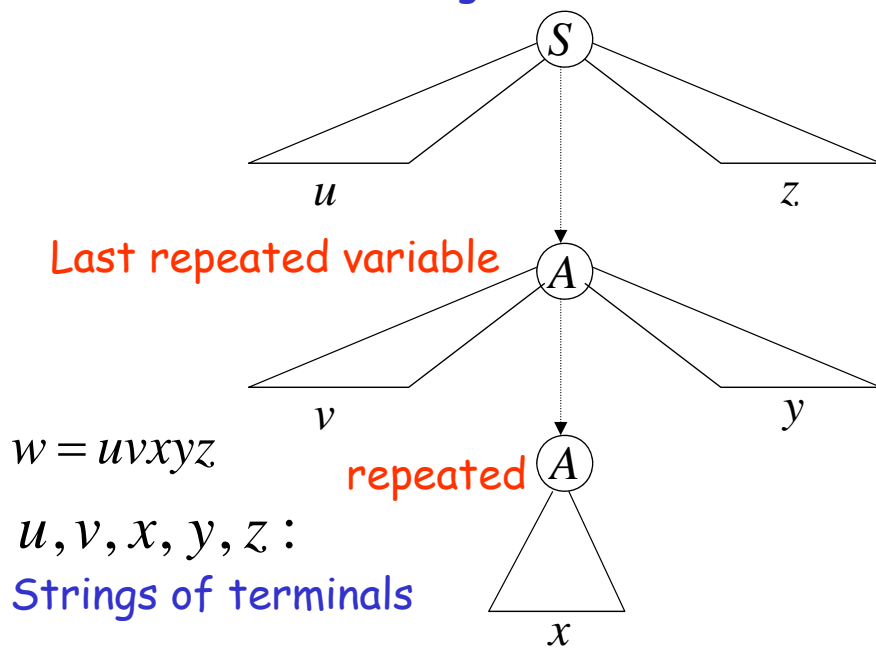 S
u z
Last repeated variable A
v y
w = uvxyz
repeated A
u, v, x, y, z :
Strings of terminals
x